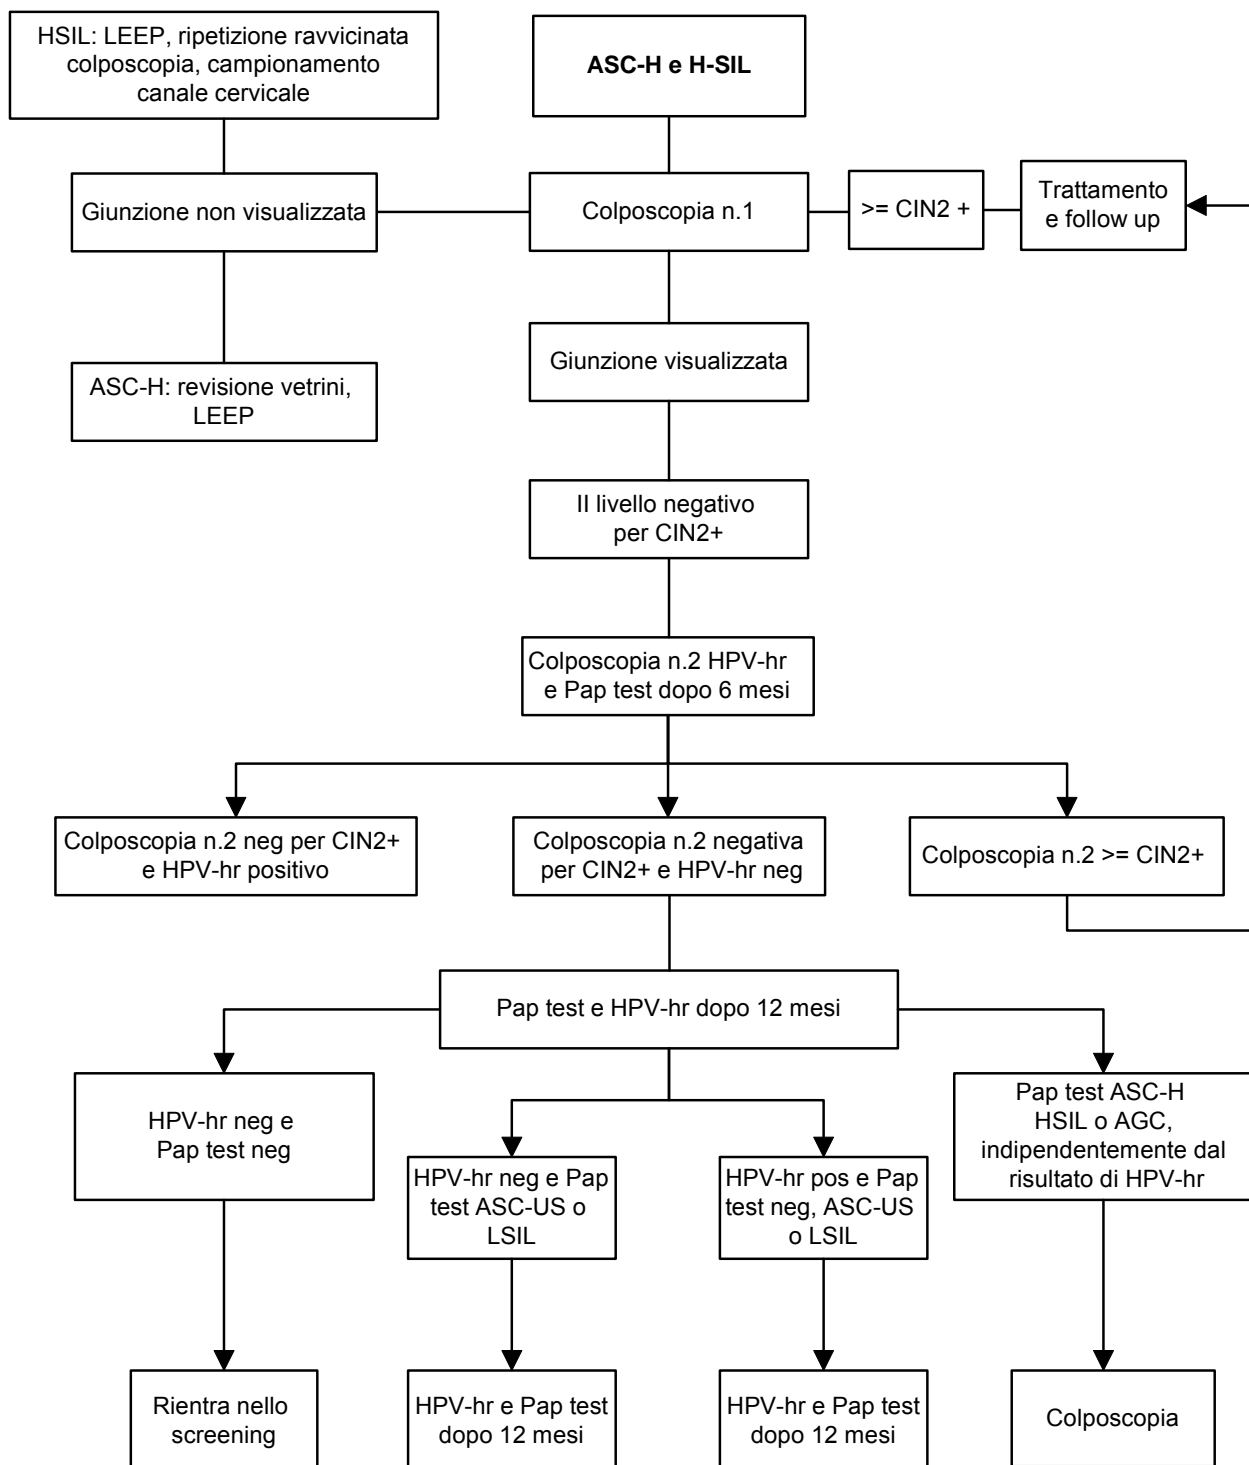 HSIL: LEEP, ripetizione ravvicinata
colposcopia, campionamento
canale cervicale
ASC-H e H-SIL
Giunzione non visualizzata
Colposcopia n.1
>= CIN2 +
Trattamento
e follow up
Giunzione visualizzata
ASC-H: revisione vetrini,
LEEP
II livello negativo
per CIN2+
Colposcopia n.2 HPV-hr
e Pap test dopo 6 mesi
Colposcopia n.2 neg per CIN2+
e HPV-hr positivo
Colposcopia n.2 negativa
per CIN2+ e HPV-hr neg
Colposcopia n.2 >= CIN2+
Pap test e HPV-hr dopo 12 mesi
HPV-hr neg e
Pap test neg
HPV-hr neg e Pap
test ASC-US o
LSIL
HPV-hr pos e Pap
test neg, ASC-US
o LSIL
Pap test ASC-H
HSIL o AGC,
indipendentemente dal
risultato di HPV-hr
Rientra nello
screening
HPV-hr e Pap test
dopo 12 mesi
HPV-hr e Pap test
dopo 12 mesi
Colposcopia